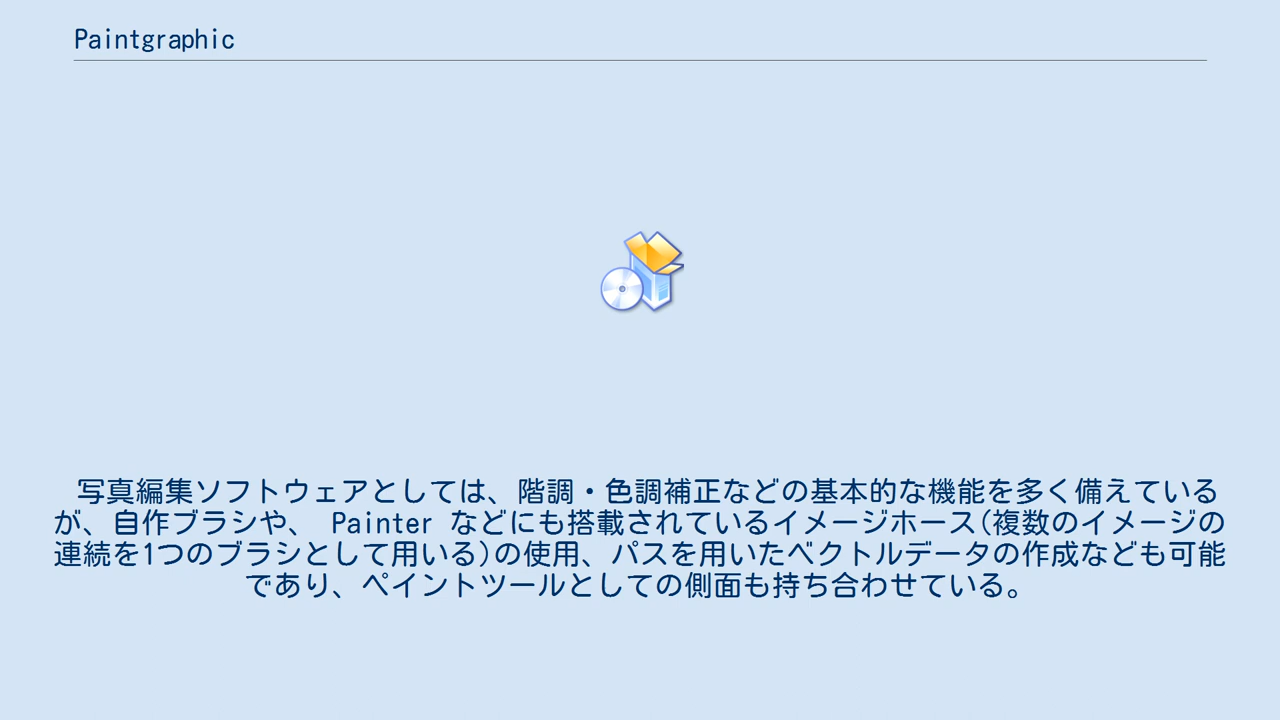 Paintgraphic
写真編集ソフトウェアとしては、階調・色調補正などの基本的な機能を多く備えている
が、自作ブラシや、 Painter などにも搭載されているイメージホース(複数のイメージの
連続を1つのブラシとして用いる)の使用、パスを用いたベクトルデータの作成なども可能
であり、ペイントツールとしての側面も持ち合わせている。